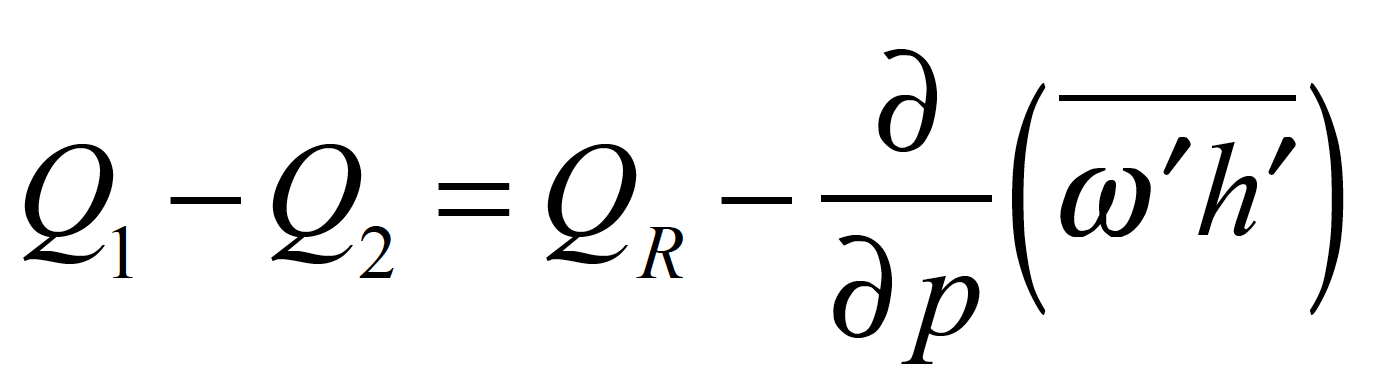 Q₁ − Q₂ = Q_R − ∂/∂p ( \overline{ω′h′} )